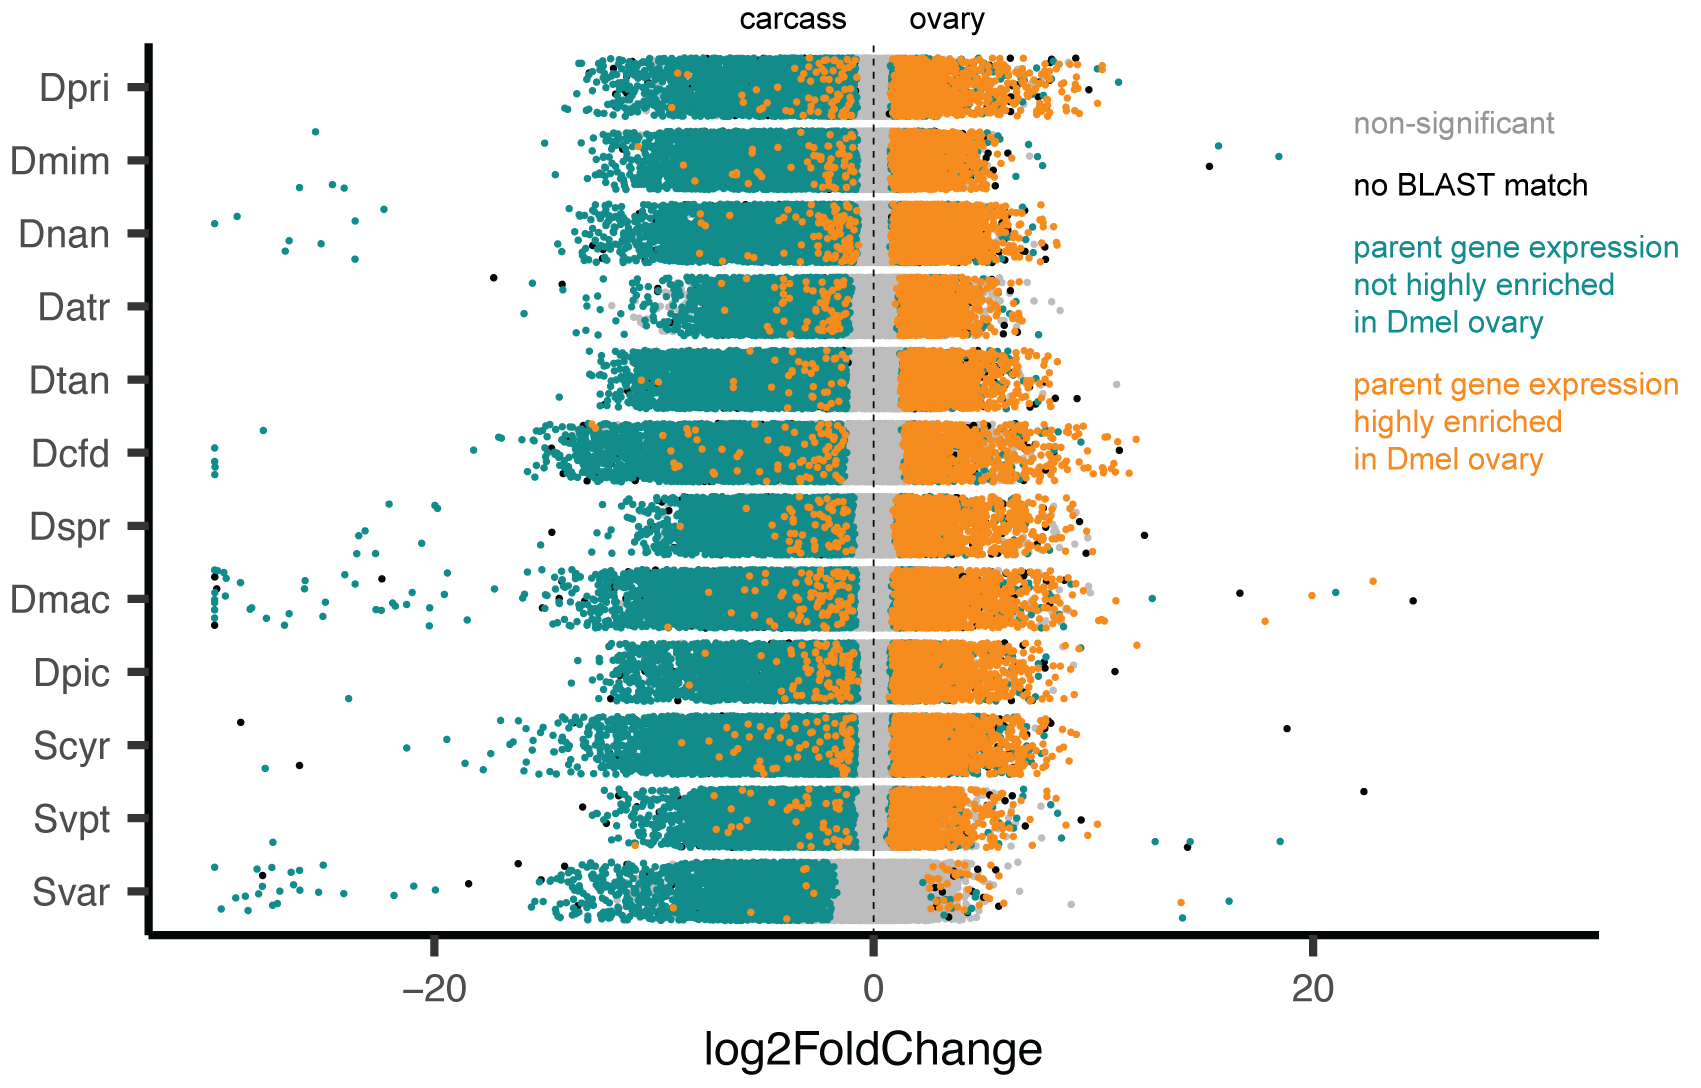 carcass ovary
Dpri
Dmim
Dnan
Datr
Dtan
Dcfd
Dspr
Dmac
Dpic
Scyr
Svpt
Svar
non-significant
no BLAST match
parent gene expression
not highly enriched
in Dmel ovary
parent gene expression
highly enriched
in Dmel ovary
−20 0 20
log2FoldChange